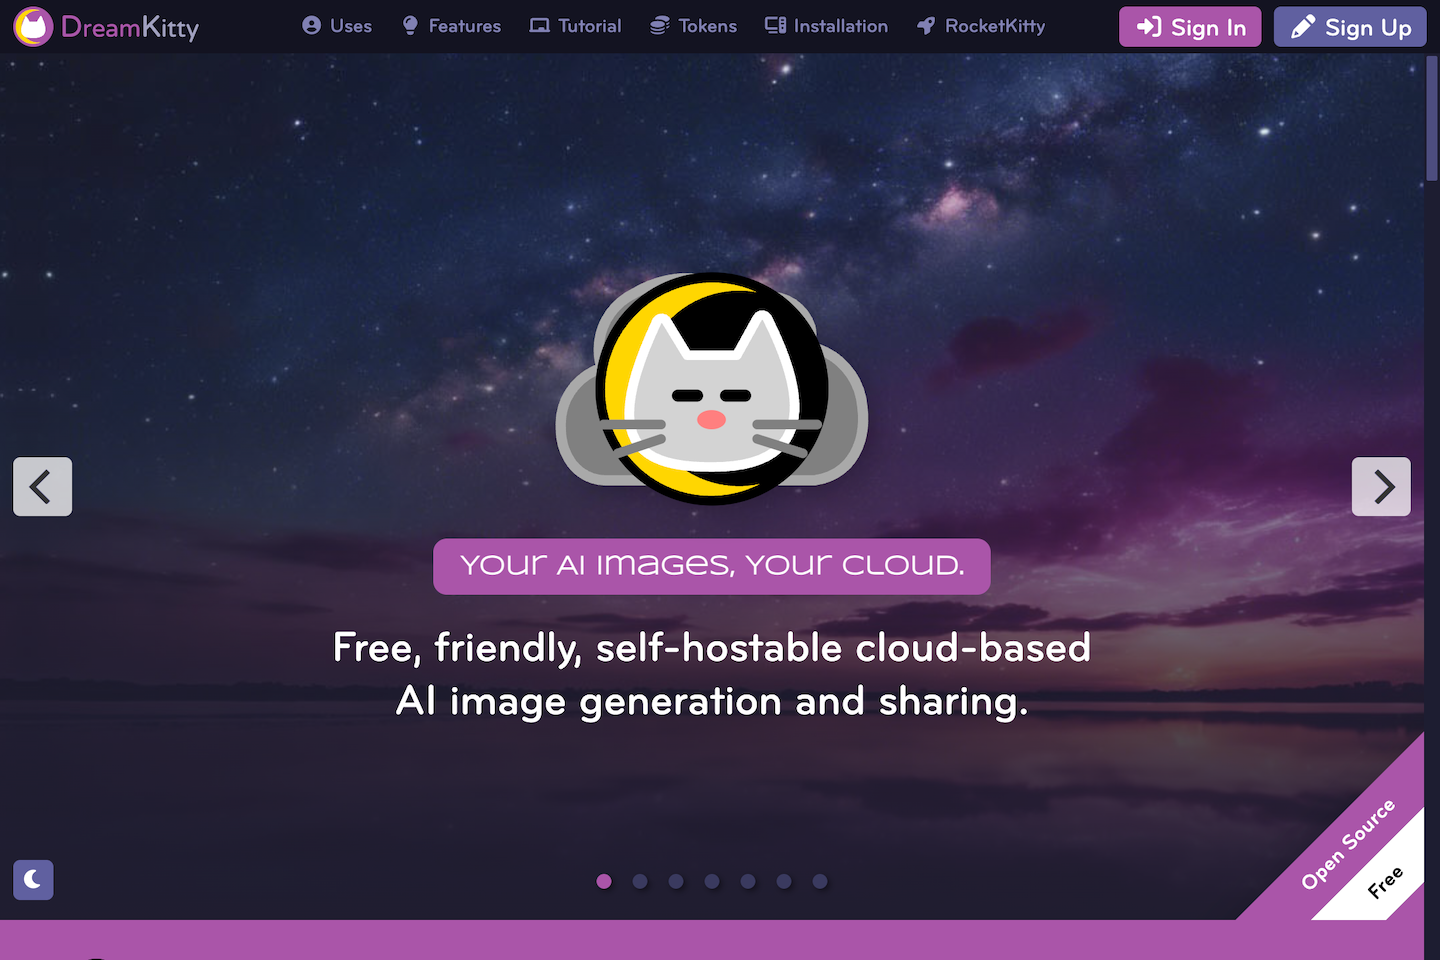 DreamKitty
Uses
Features
Tutorial
Tokens
Installation
RocketKitty
Sign In
Sign Up
Your AI Images, Your Cloud.
Free, friendly, self-hostable cloud-based
AI image generation and sharing.
Open Source
Free